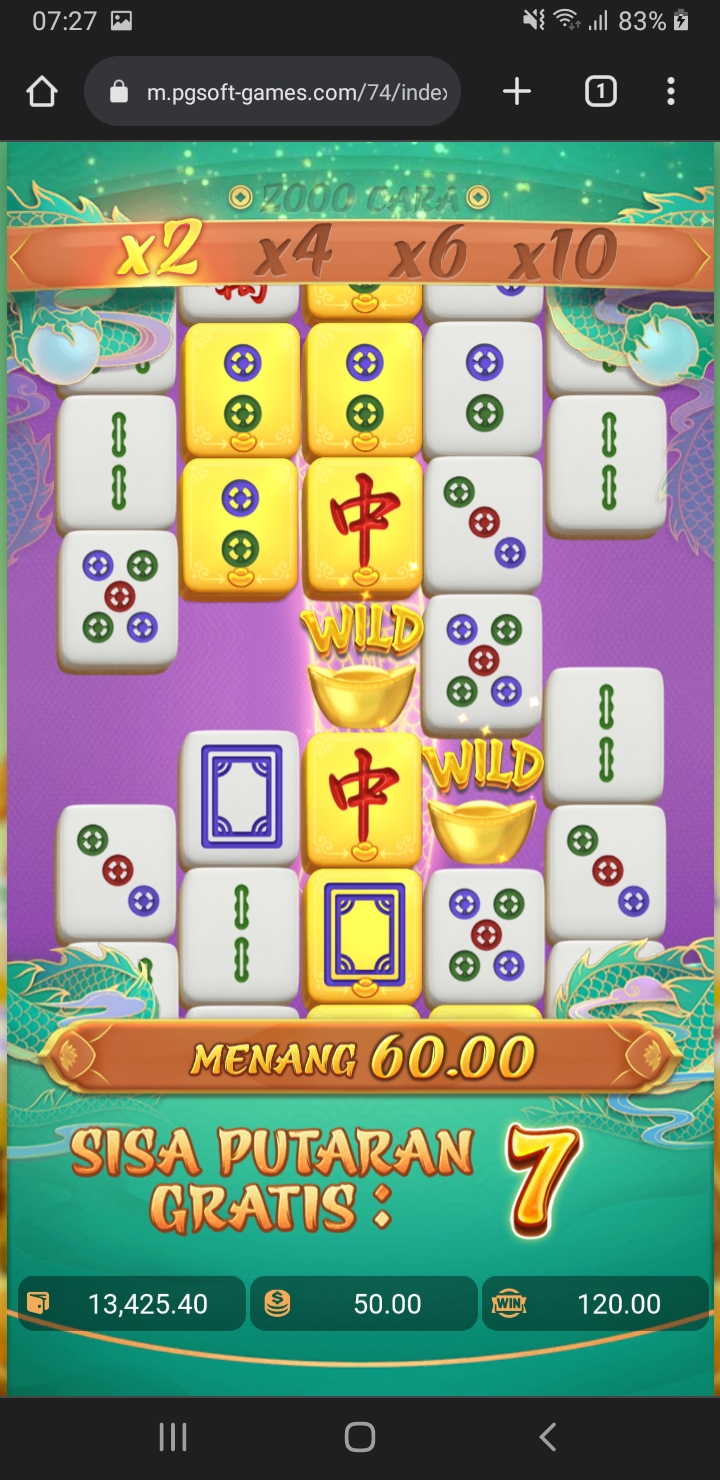 07:27
83%
m.pgsoft-games.com/74/index
1
2000 CARA
x2 x4 x6 x10
中
WILD
中
WILD
MENANG 60.00
SISA PUTARAN
GRATIS : 7
13,425.40
50.00
WIN
120.00